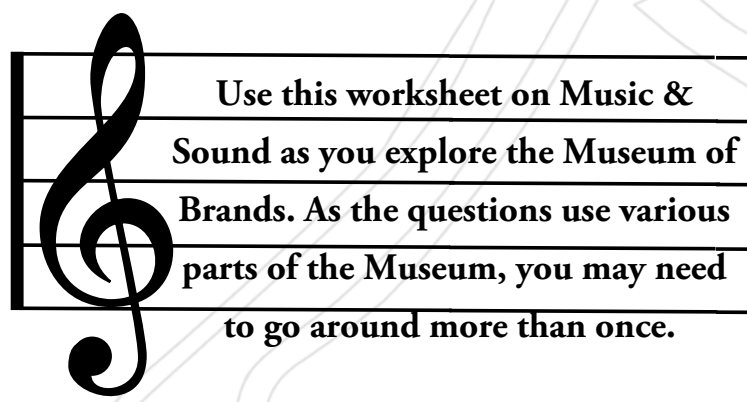 Use this worksheet on Music &
Sound as you explore the Museum of
Brands. As the questions use various
parts of the Museum, you may need
to go around more than once.